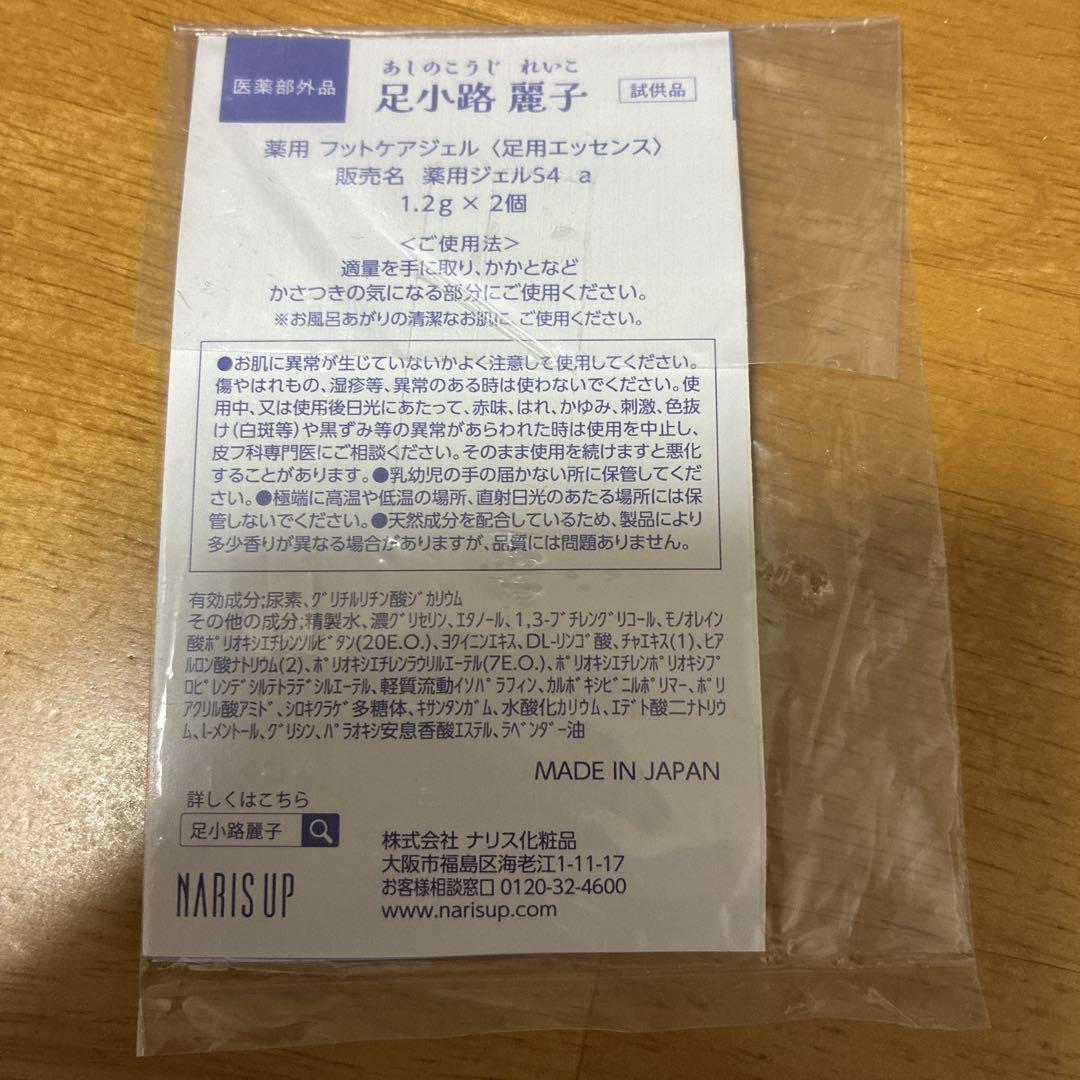 医薬部外品
あしのこうじ れいこ
足小路 麗子
試供品
薬用 フットケアジェル 〈足用エッセンス〉
販売名 薬用ジェルS4 a
1.2g × 2個
＜ご使用法＞
適量を手に取り、かかとなど
かさつきの気になる部分にご使用ください。
※お風呂あがりの清潔なお肌に、ご使用ください。
●お肌に異常が生じていないかよく注意して使用してください。
傷やはれもの、湿疹等、異常のある時は使わないでください。使
用中、又は使用後日光にあたって、赤味、はれ、かゆみ、刺激、色抜
け(白斑等)や黒ずみ等の異常があらわれた時は使用を中止し、
皮フ科専門医にご相談ください。そのまま使用を続けますと悪化
することがあります。●乳幼児の手の届かない所に保管してくだ
さい。●極端に高温や低温の場所、直射日光のあたる場所には保
管しないでください。●天然成分を配合しているため、製品により
多少香りが異なる場合がありますが、品質には問題ありません。
有効成分;尿素、グリチルリチン酸ジカリウム
その他の成分;精製水、濃グリセリン、エタノール、1,3-ブチレングリコール、モノオレイン
酸ポリオキシエチレンソルビタン(20E.O.)、ヨクイニンエキス、DL-リンゴ酸、チャエキス(1)、ヒア
ルロン酸ナトリウム(2)、ポリオキシエチレンラウリルエーテル(7E.O.)、ポリオキシエチレンポリオキシプ
ロピレンデシルテトラデシルエーテル、軽質流動イソパラフィン、カルボキシビニルポリマー、ポリ
アクリル酸アミド、シロキクラゲ多糖体、キサンタンガム、水酸化カリウム、エデト酸二ナトリウ
ム、l-メントール、グリシン、パラオキシ安息香酸エステル、ラベンダー油
MADE IN JAPAN
詳しくはこちら
足小路麗子
NARIS UP
株式会社 ナリス化粧品
大阪市福島区海老江1-11-17
お客様相談窓口 0120-32-4600
www.narisup.com